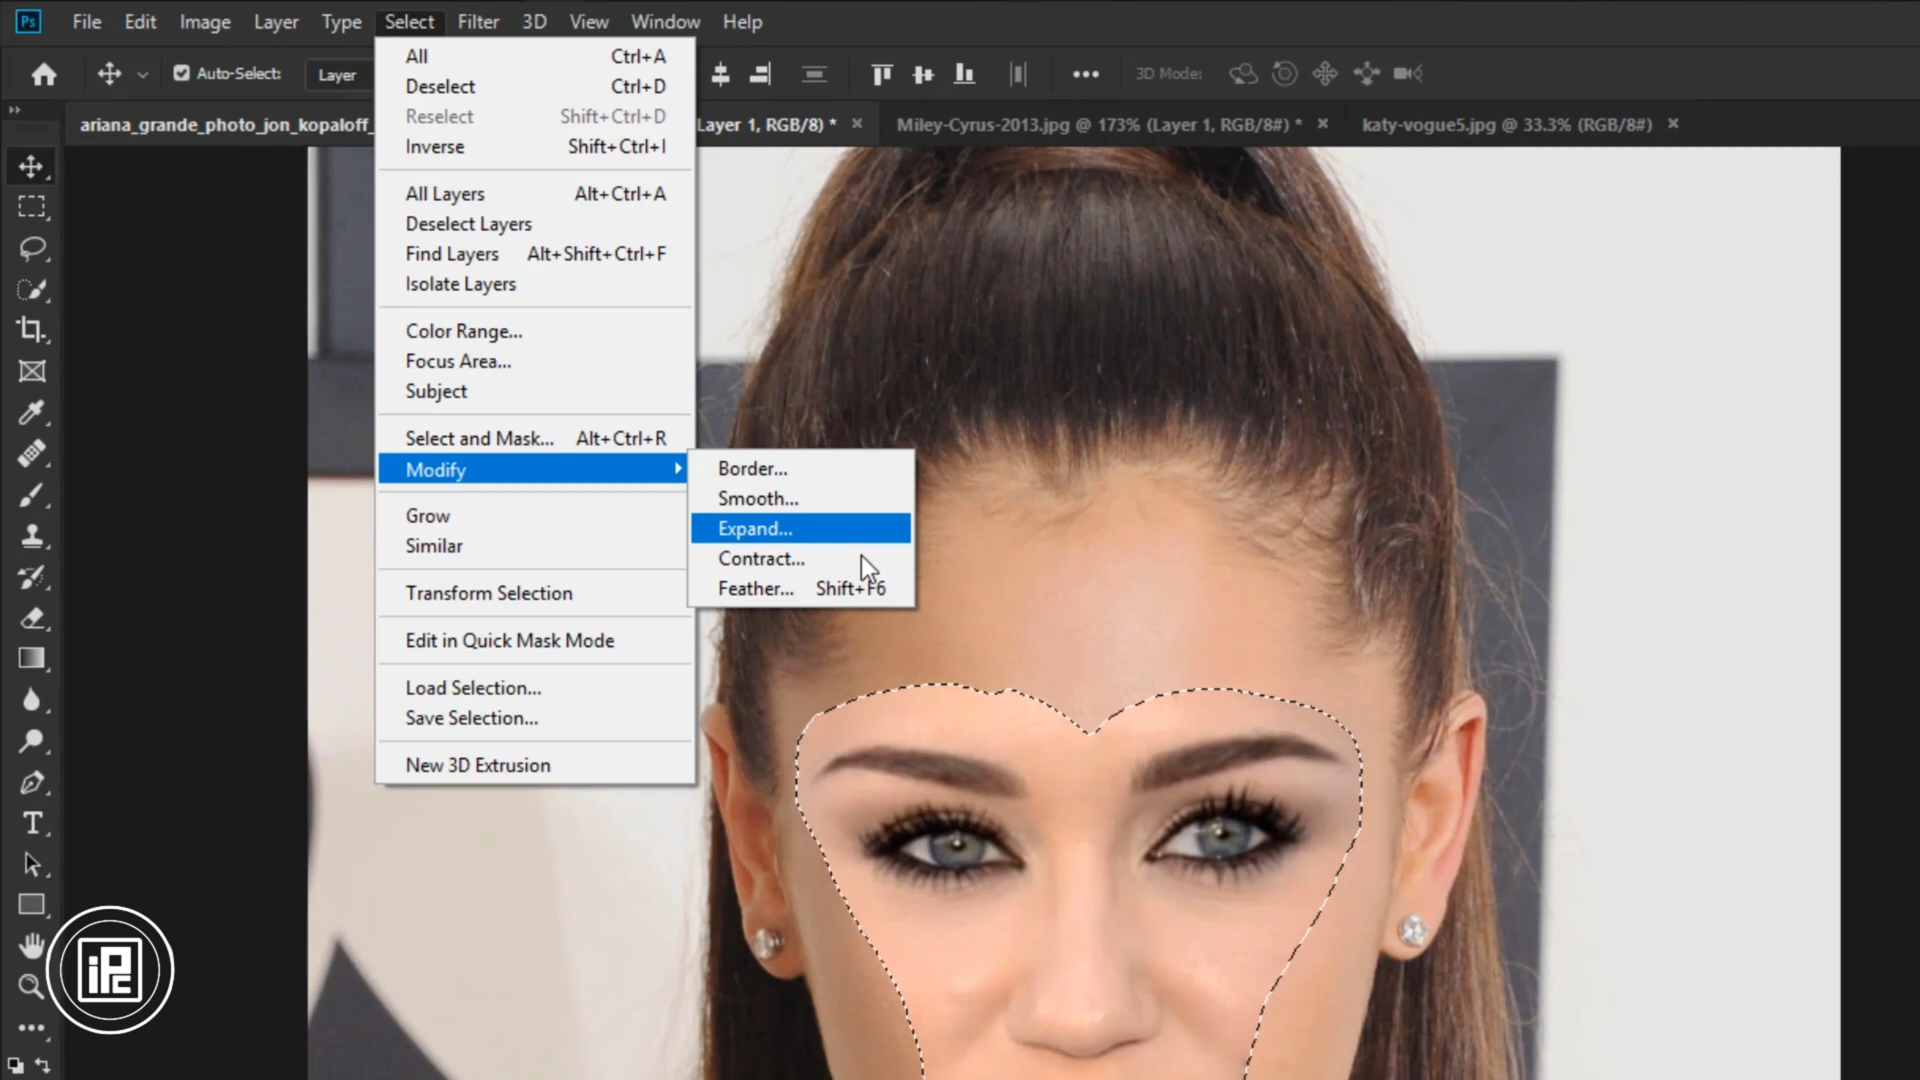 Ps File Edit Image Layer Type Select Filter 3D View Window Help
Auto-Select: Layer 3D Mode:
ariana_grande_photo_jon_kopaloff_ Layer 1, RGB/8) * × Miley-Cyrus-2013.jpg @ 173% (Layer 1, RGB/8#) * × katy-vogue5.jpg @ 33.3% (RGB/8#) ×
All Ctrl+A
Deselect Ctrl+D
Reselect Shift+Ctrl+D
Inverse Shift+Ctrl+I
All Layers Alt+Ctrl+A
Deselect Layers
Find Layers Alt+Shift+Ctrl+F
Isolate Layers
Color Range...
Focus Area...
Subject
Select and Mask... Alt+Ctrl+R
Modify
Grow
Similar
Transform Selection
Edit in Quick Mask Mode
Load Selection...
Save Selection...
New 3D Extrusion
Border...
Smooth...
Expand...
Contract...
Feather... Shift+F6
iPc